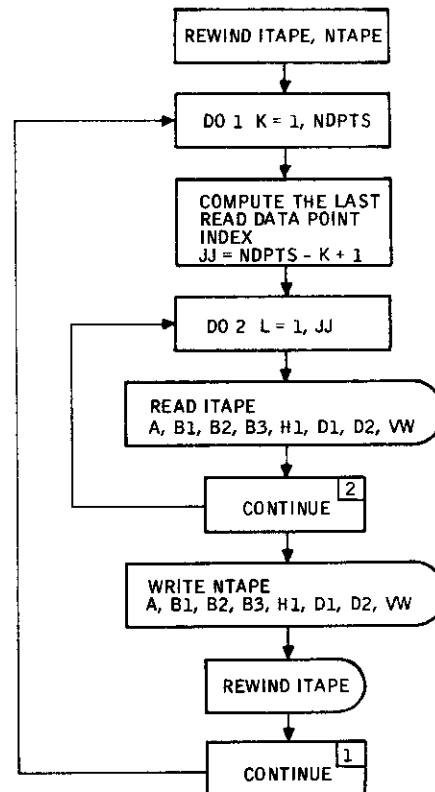 REWIND ITAPE, NTAPE
DO 1 K = 1, NDPTS
COMPUTE THE LAST
READ DATA POINT
INDEX
JJ = NDPTS - K + 1
DO 2 L = 1, JJ
READ ITAPE
A, B1, B2, B3, H1, D1, D2, VW
2
CONTINUE
WRITE NTAPE
A, B1, B2, B3, H1, D1, D2, VW
REWIND ITAPE
1
CONTINUE